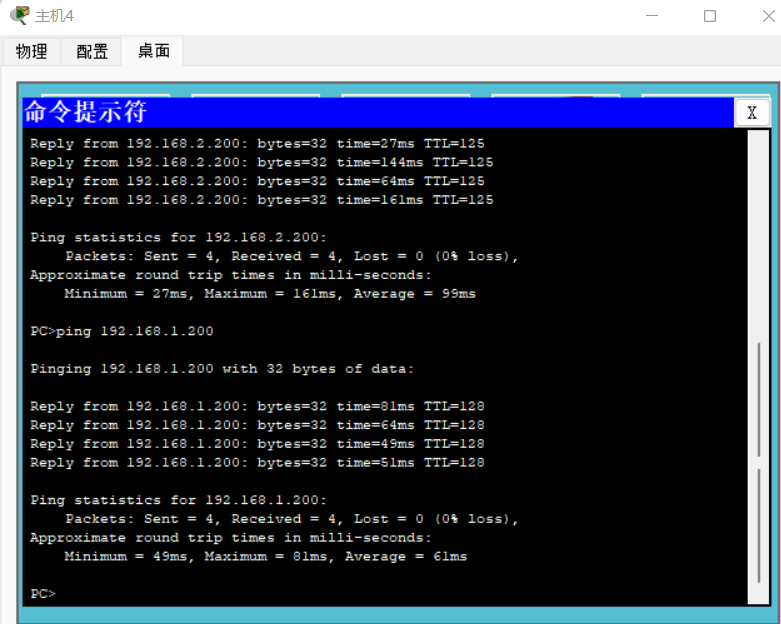 主机4
物理 配置 桌面
命令提示符
X
Reply from 192.168.2.200: bytes=32 time=27ms TTL=125
Reply from 192.168.2.200: bytes=32 time=144ms TTL=125
Reply from 192.168.2.200: bytes=32 time=64ms TTL=125
Reply from 192.168.2.200: bytes=32 time=161ms TTL=125
Ping statistics for 192.168.2.200:
Packets: Sent = 4, Received = 4, Lost = 0 (0% loss),
Approximate round trip times in milli-seconds:
Minimum = 27ms, Maximum = 161ms, Average = 99ms
PC>ping 192.168.1.200
Pinging 192.168.1.200 with 32 bytes of data:
Reply from 192.168.1.200: bytes=32 time=81ms TTL=128
Reply from 192.168.1.200: bytes=32 time=64ms TTL=128
Reply from 192.168.1.200: bytes=32 time=49ms TTL=128
Reply from 192.168.1.200: bytes=32 time=51ms TTL=128
Ping statistics for 192.168.1.200:
Packets: Sent = 4, Received = 4, Lost = 0 (0% loss),
Approximate round trip times in milli-seconds:
Minimum = 49ms, Maximum = 81ms, Average = 61ms
PC>